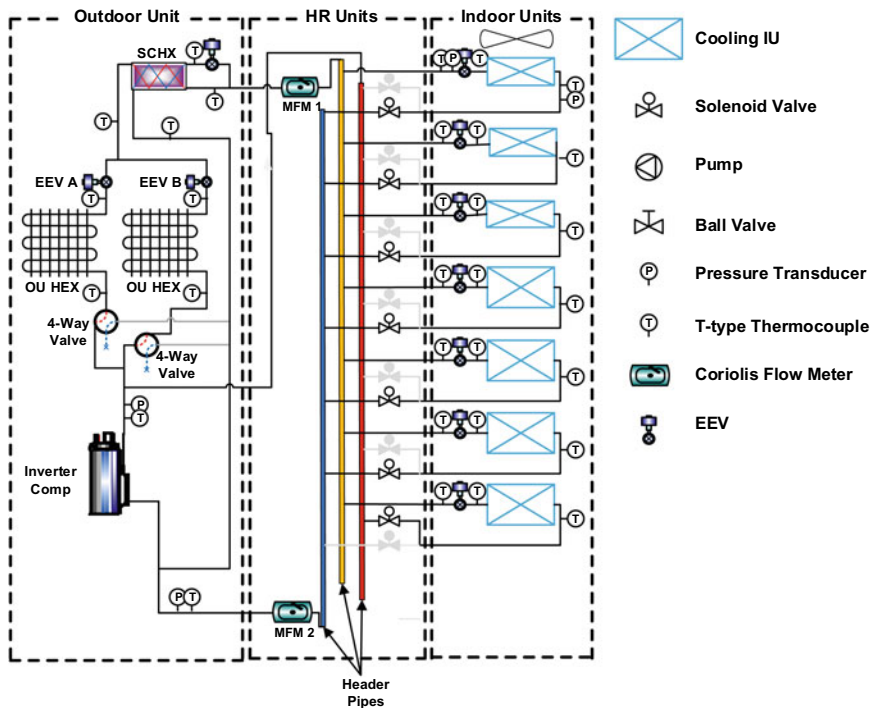 Outdoor Unit
HR Units
Indoor Units
SCHX
T
T
MFM 1
T
T
EEV A
EEV B
T
T
OU HEX
OU HEX
T
T
4-Way
Valve
4-Way
Valve
P
T
Inverter
Comp
P T
MFM 2
Header
Pipes
T P T
T
P
T T
T
T T
T
T T
T
T T
T
T T
T
T T
T
Cooling IU
Solenoid Valve
Pump
Ball Valve
P
Pressure Transducer
T
T-type Thermocouple
Coriolis Flow Meter
EEV